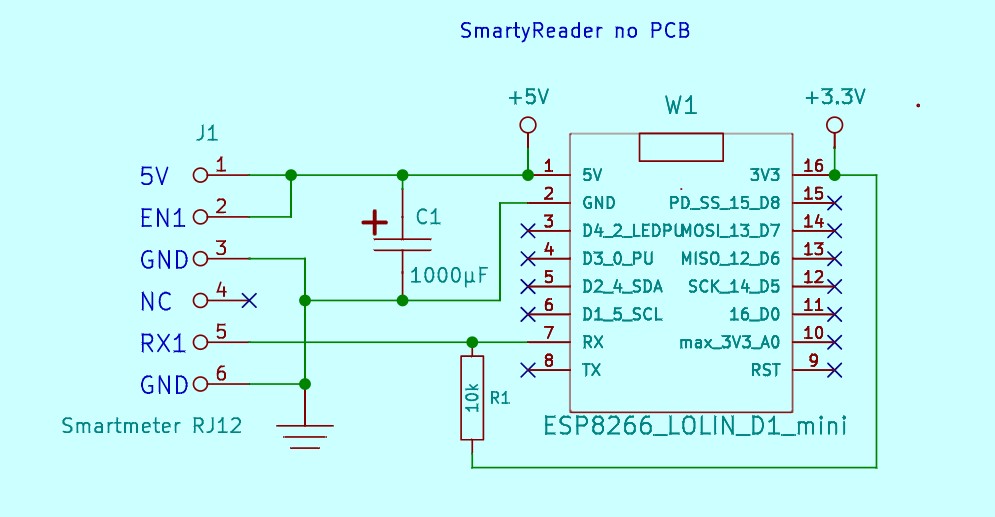 SmartyReader no PCB
+5V
W1
+3.3V
J1
5V 1
EN1 2
GND 3
NC 4
RX1 5
GND 6
Smartmeter RJ12
C1
1000µF
10k
R1
1 5V
2 GND
3 D4_2_LEDPU
4 D3_0_PU
5 D2_4_SDA
6 D1_5_SCL
7 RX
8 TX
3V3 16
PD_SS_15_D8 15
MOSI_13_D7 14
MISO_12_D6 13
SCK_14_D5 12
16_D0 11
max_3V3_A0 10
RST 9
ESP8266_LOLIN_D1_mini